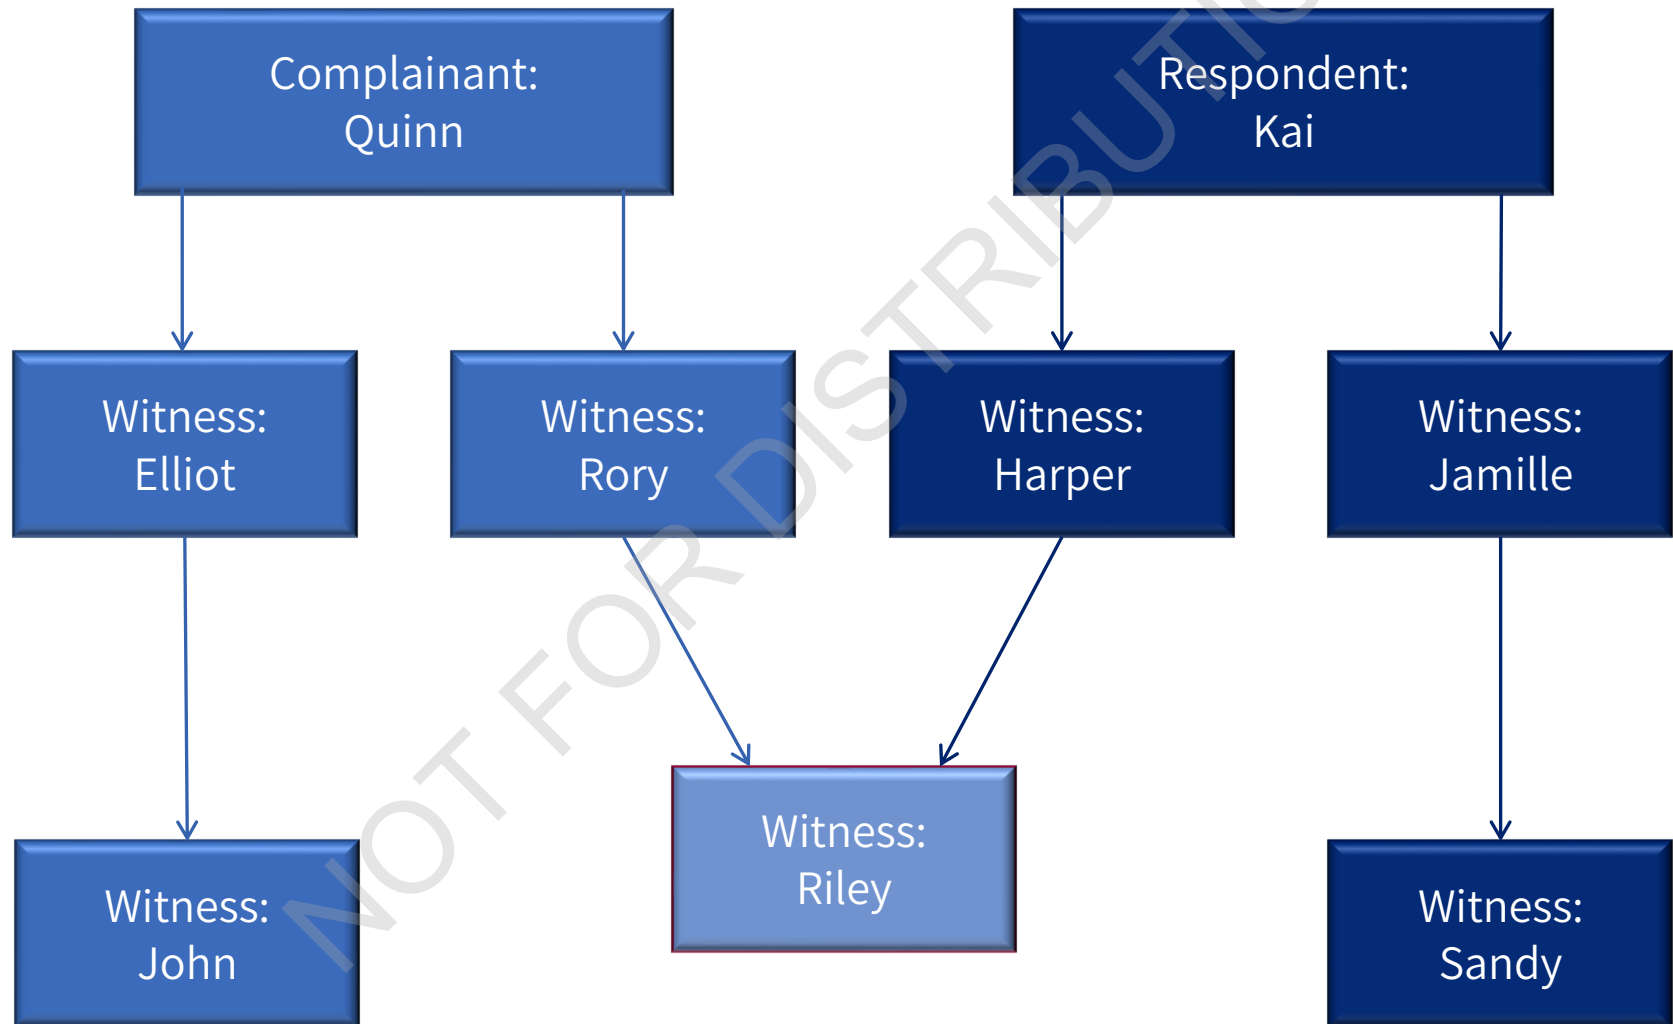 Complainant:
Quinn
Respondent:
Kai
Witness:
Elliot
Witness:
Rory
Witness:
Harper
Witness:
Jamille
Witness:
Riley
Witness:
John
Witness:
Sandy
NOT FOR DISTRIBUTIO